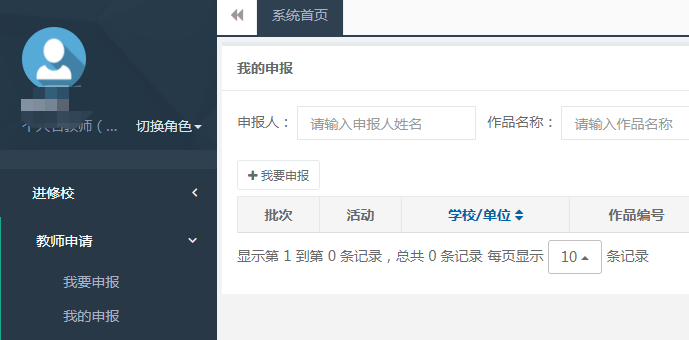 系统首页
我的申报
切换角色
申报人：
请输入申报人姓名
作品名称：
请输入作品名称
我要申报
进修校
批次 活动 学校/单位 作品编号
教师申请
显示第 1 到第 0 条记录，总共 0 条记录 每页显示 10 条记录
我要申报
我的申报